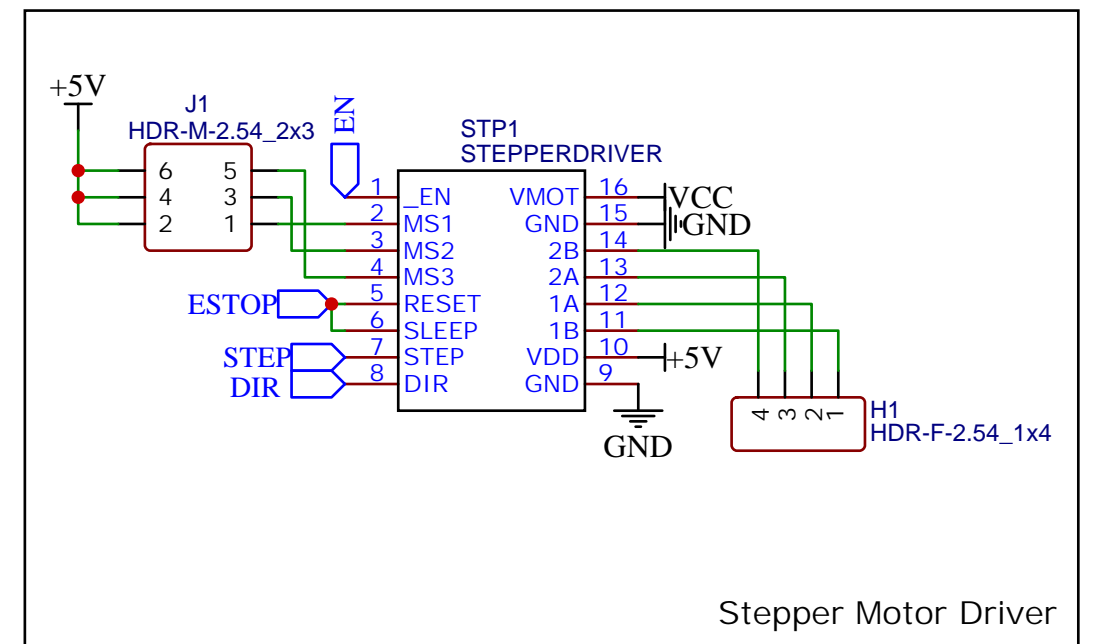 +5V
J1
HDR-M-2.54_2x3
6 5
4 3
2 1
EN
STP1
STEPPERDRIVER
1 _EN VMOT 16 VCC
2 MS1 GND 15 GND
3 MS2 2B 14
4 MS3 2A 13
ESTOP 5 RESET 1A 12
6 SLEEP 1B 11
STEP 7 STEP VDD 10 +5V
DIR 8 DIR GND 9
GND
4 3 2 1
H1
HDR-F-2.54_1x4
Stepper Motor Driver